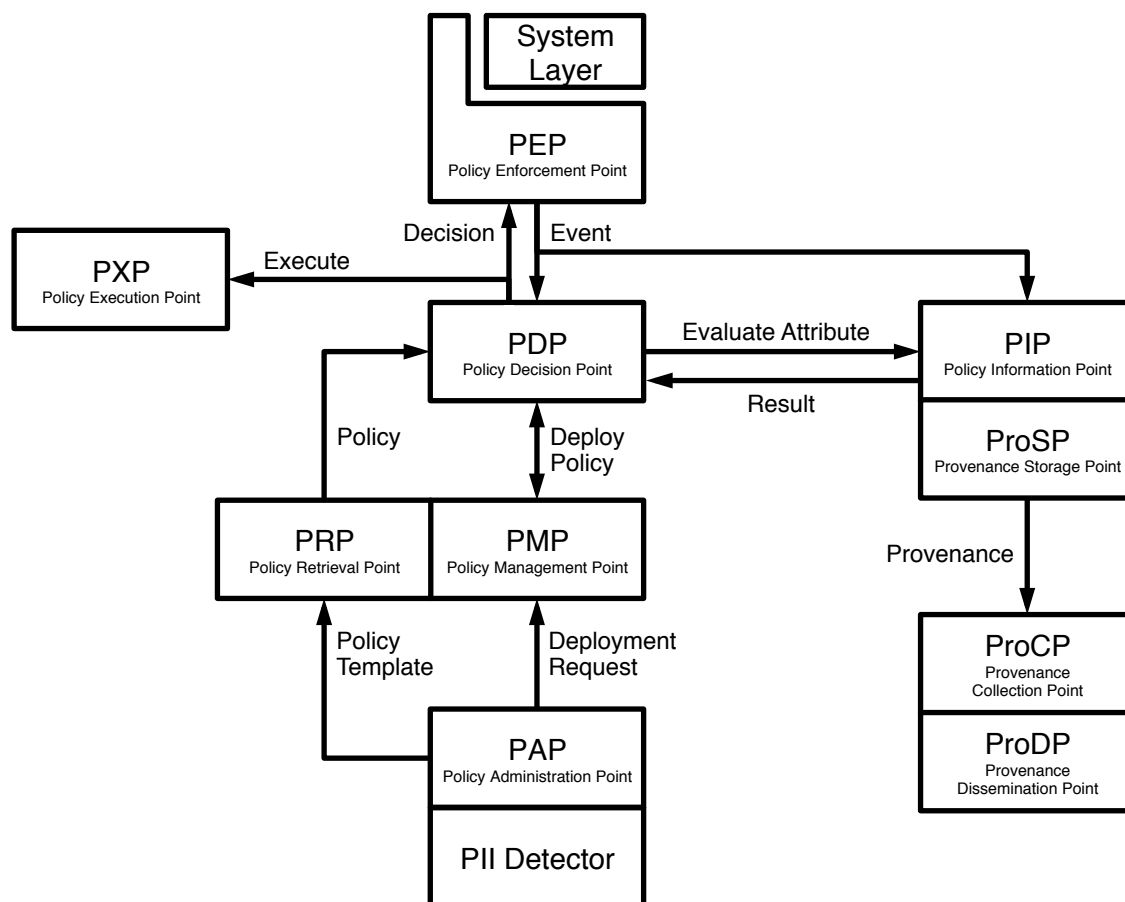 System
Layer
PEP
Policy Enforcement Point
Decision
Event
Execute
PXP
Policy Execution Point
PDP
Policy Decision Point
Evaluate Attribute
Result
PIP
Policy Information Point
ProSP
Provenance Storage Point
Policy
Deploy
Policy
PRP
Policy Retrieval Point
PMP
Policy Management Point
Provenance
Policy
Template
Deployment
Request
ProCP
Provenance
Collection Point
ProDP
Provenance
Dissemination Point
PAP
Policy Administration Point
PII Detector